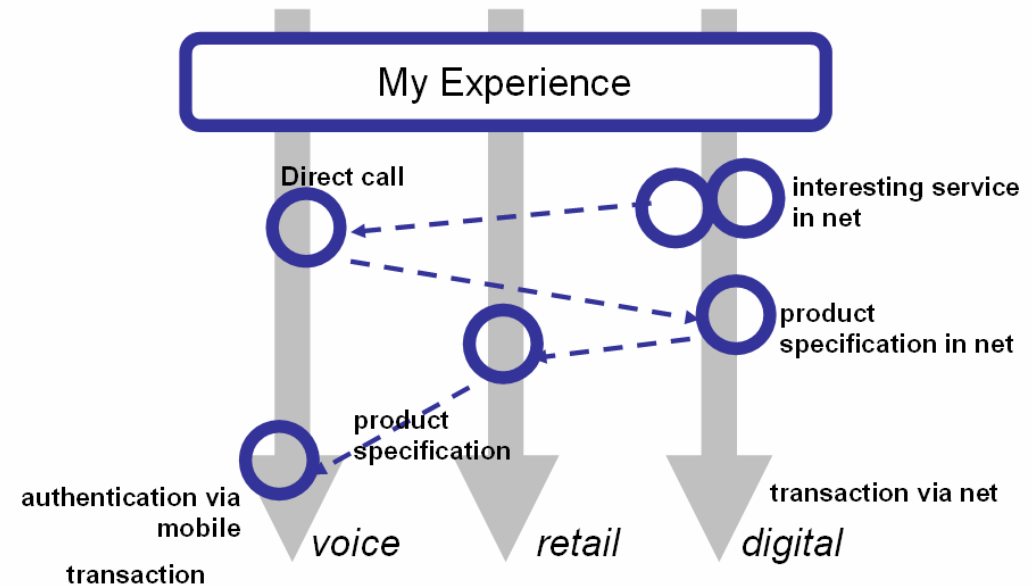 My Experience
Direct call
interesting service
in net
product
specification in net
product
specification
authentication via
mobile
transaction via net
voice
retail
digital
transaction